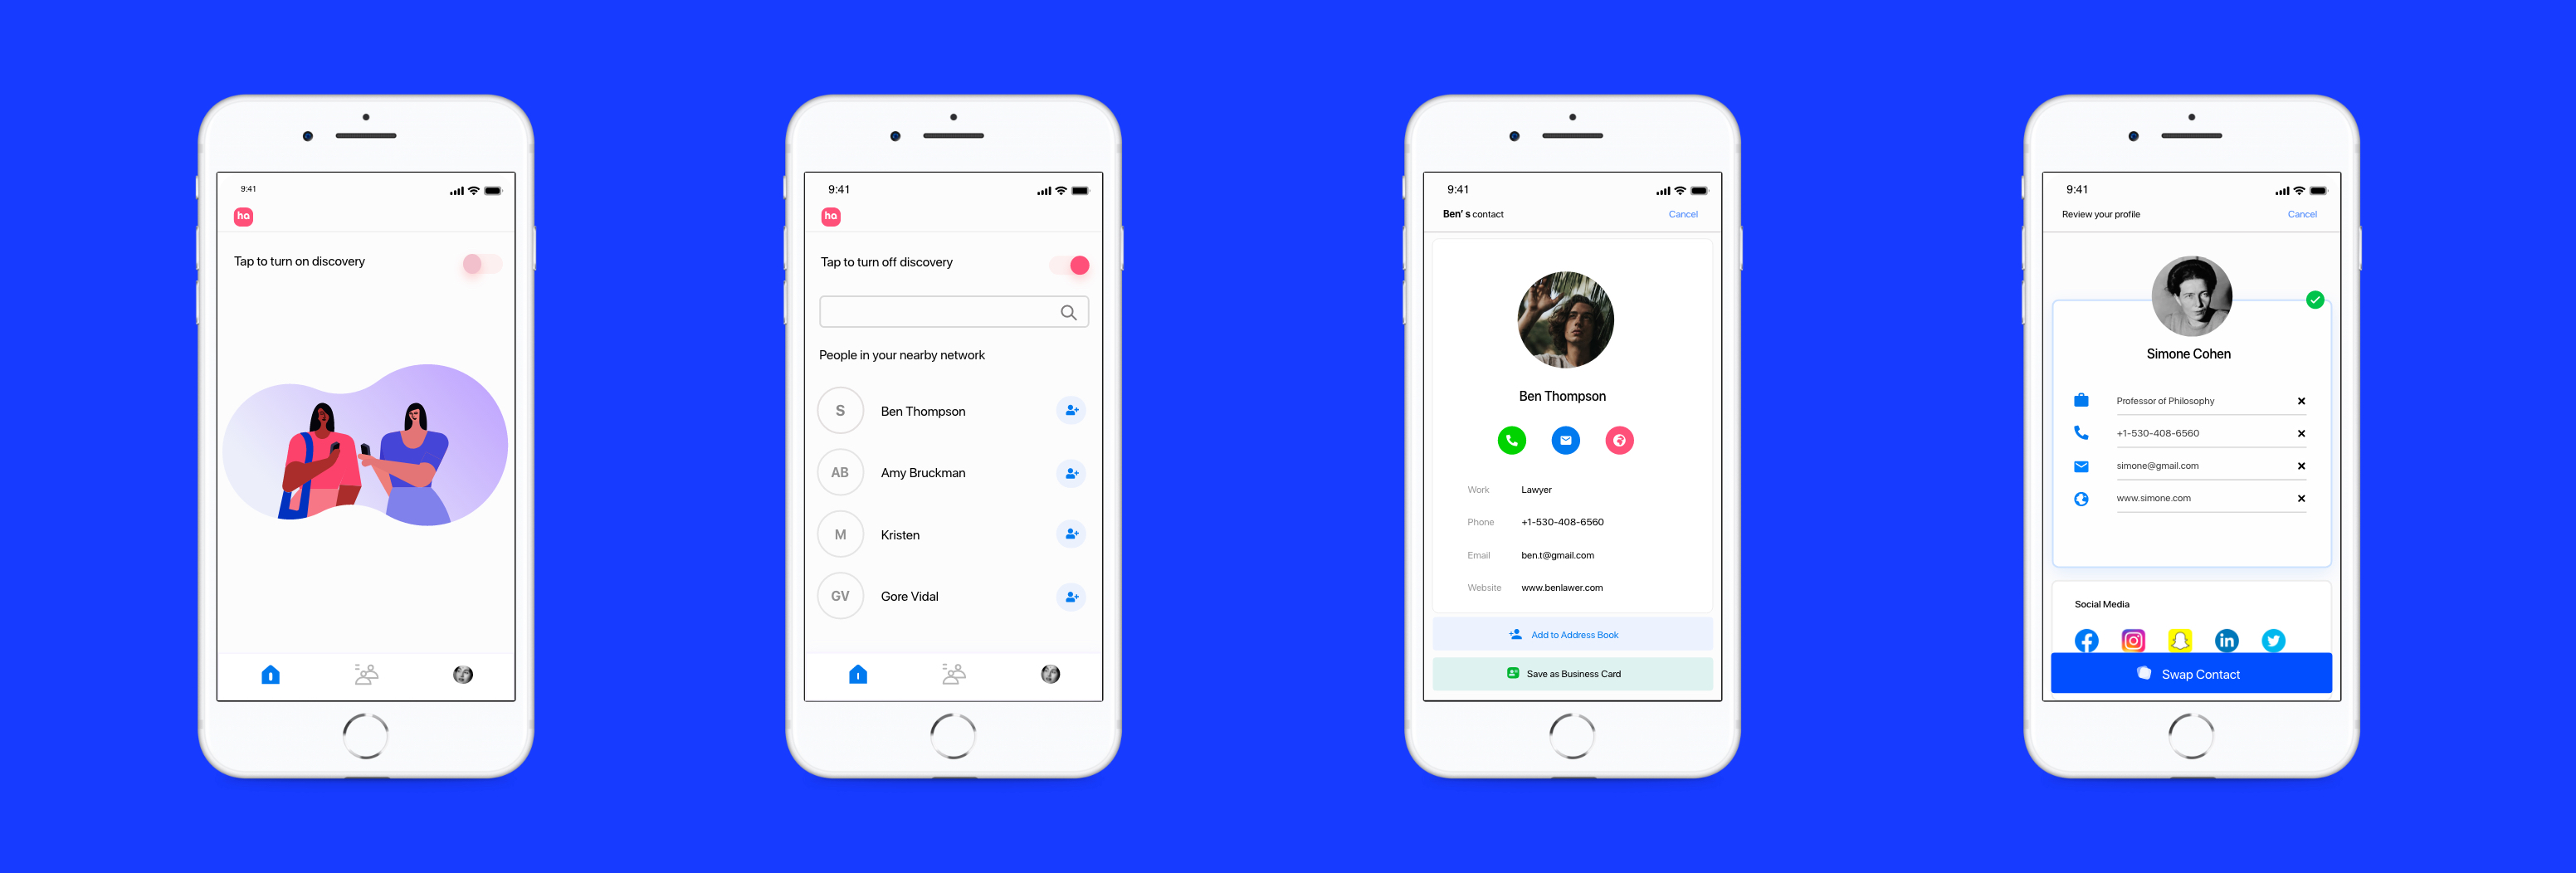 9:41
ha
Tap to turn on discovery
9:41
ha
Tap to turn off discovery
People in your nearby network
S
Ben Thompson
AB
Amy Bruckman
M
Kristen
GV
Gore Vidal
9:41
Ben' s contact
Cancel
Ben Thompson
Work
Lawyer
Phone
+1-530-408-6560
Email
ben.t@gmail.com
Website
www.benlawer.com
Add to Address Book
Save as Business Card
9:41
Review your profile
Cancel
Simone Cohen
Professor of Philosophy
+1-530-408-6560
simone@gmail.com
www.simone.com
Social Media
in
Swap Contact